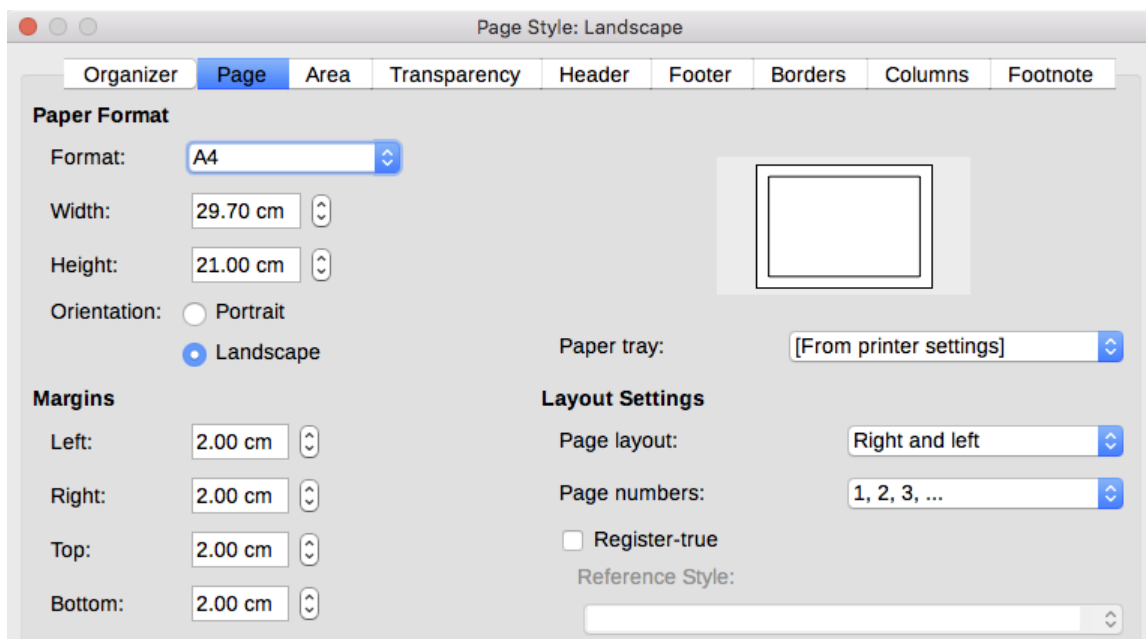 Page Style: Landscape
Organizer Page Area Transparency Header Footer Borders Columns Footnote
Paper Format
Format: A4
Width: 29.70 cm
Height: 21.00 cm
Orientation: Portrait
Landscape
Paper tray: [From printer settings]
Margins
Left: 2.00 cm
Right: 2.00 cm
Top: 2.00 cm
Bottom: 2.00 cm
Layout Settings
Page layout: Right and left
Page numbers: 1, 2, 3, ...
Register-true
Reference Style: